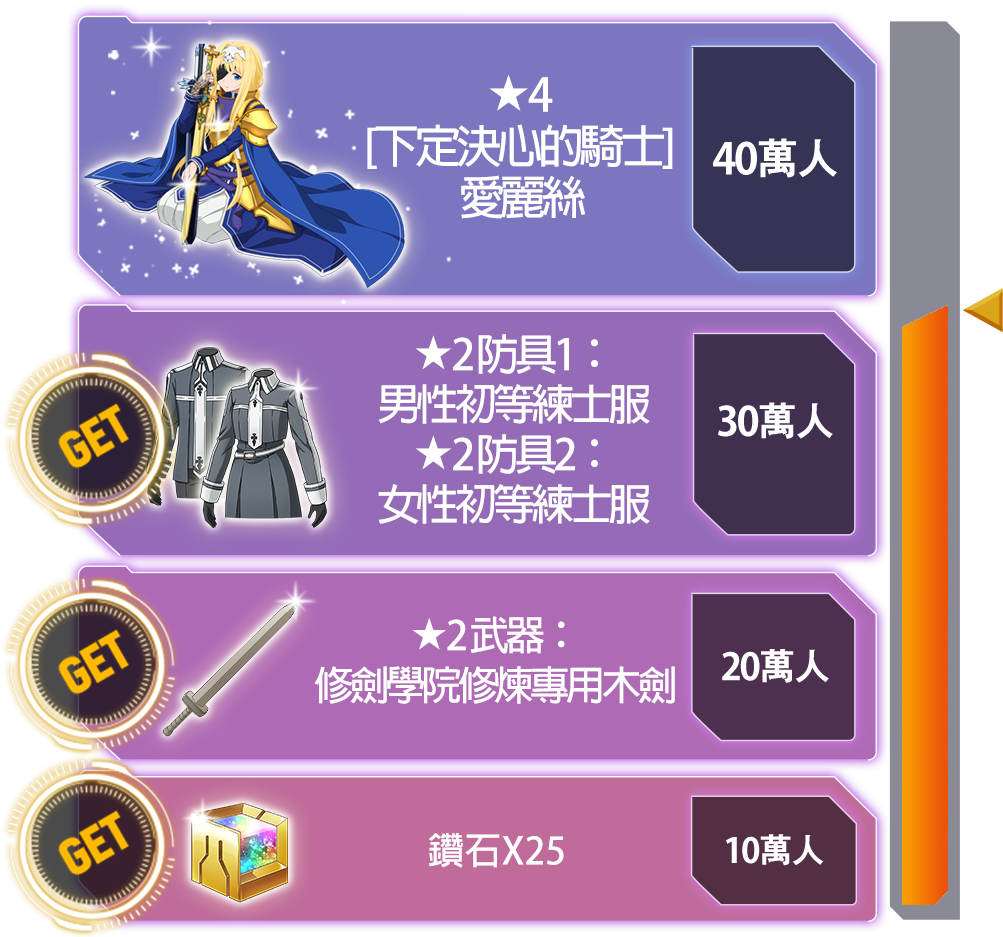 ★4
[下定決心的騎士]
愛麗絲
40萬人
GET
★2防具1：
男性初等練士服
★2防具2：
女性初等練士服
30萬人
GET
★2武器：
修劍學院修煉專用木劍
20萬人
GET
鑽石X25
10萬人